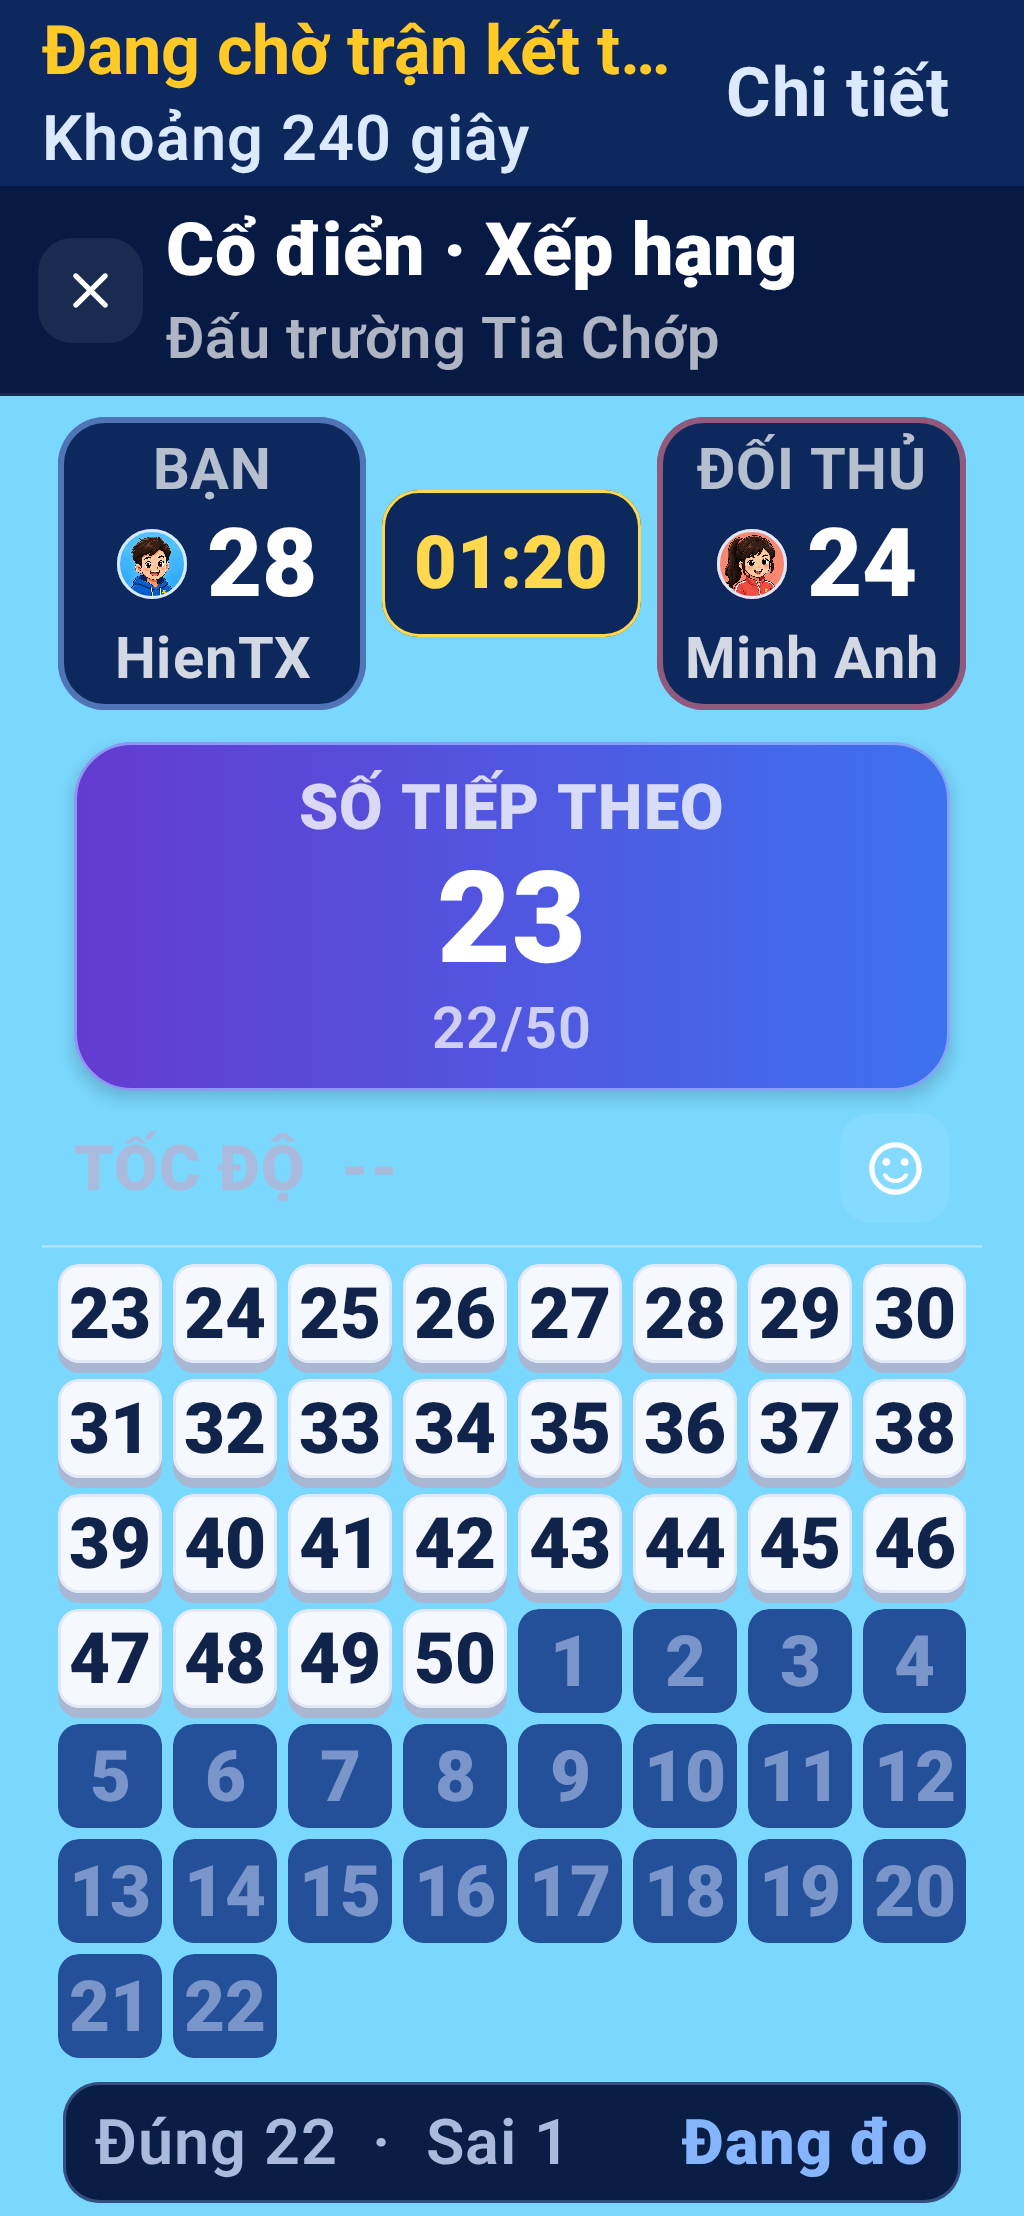 Đang chờ trận kết t...
Khoảng 240 giây
Chi tiết
Cổ điển · Xếp hạng
Đấu trường Tia Chớp
BẠN
28
HienTX
01:20
ĐỐI THỦ
24
Minh Anh
SỐ TIẾP THEO
23
22/50
TỐC ĐỘ --
23 24 25 26 27 28 29 30
31 32 33 34 35 36 37 38
39 40 41 42 43 44 45 46
47 48 49 50 1 2 3 4
5 6 7 8 9 10 11 12
13 14 15 16 17 18 19 20
21 22
Đúng 22 · Sai 1 Đang đo